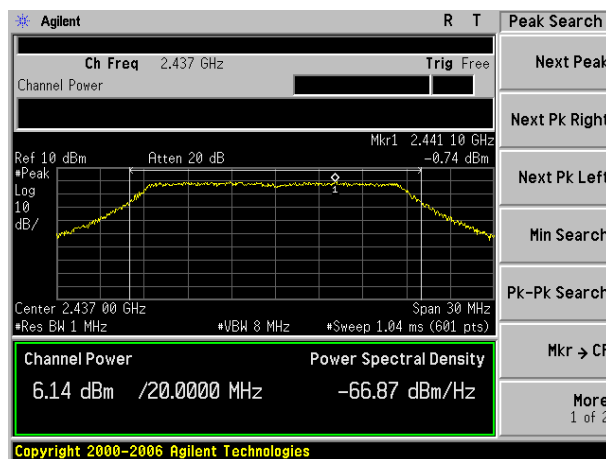 Agilent R T Peak Search
Ch Freq 2.437 GHz Trig Free
Channel Power
Mkr1 2.441 10 GHz
Ref 10 dBm Atten 20 dB -0.74 dBm
#Peak
Log
10
dB/
1
Center 2.437 00 GHz Span 30 MHz
#Res BW 1 MHz #VBW 8 MHz #Sweep 1.04 ms (601 pts)
Channel Power Power Spectral Density
6.14 dBm /20.0000 MHz -66.87 dBm/Hz
Copyright 2000-2006 Agilent Technologies
Next Peak
Next Pk Right
Next Pk Left
Min Search
Pk-Pk Search
Mkr → CF
More
1 of 2